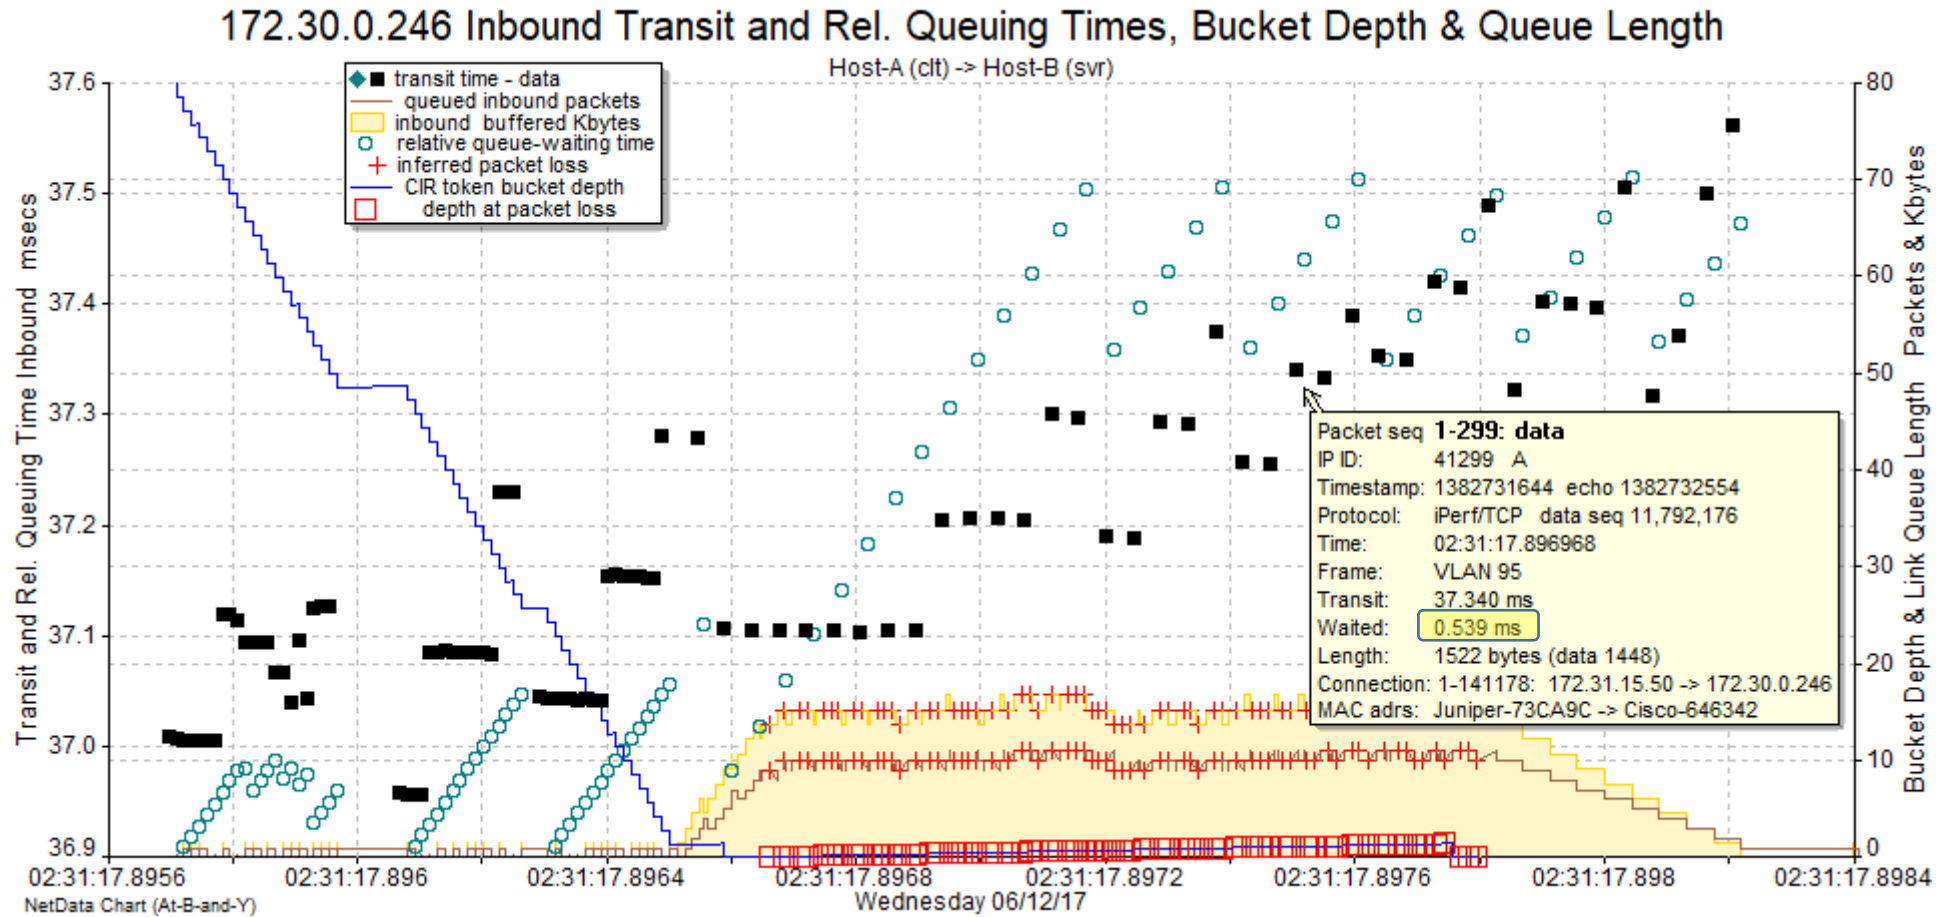 172.30.0.246 Inbound Transit and Rel. Queuing Times, Bucket Depth & Queue Length
Host-A (clt) -> Host-B (svr)
transit time - data
queued inbound packets
inbound buffered Kbytes
relative queue-waiting time
inferred packet loss
CIR token bucket depth
depth at packet loss
Transit and Rel. Queuing Time Inbound msecs
37.6
37.5
37.4
37.3
37.2
37.1
37.0
36.9
Bucket Depth & Link Queue Length Packets & Kbytes
80
70
60
50
40
30
20
10
0
Packet seq 1-299: data
IP ID: 41299 A
Timestamp: 1382731644 echo 1382732554
Protocol: iPerf/TCP data seq 11,792,176
Time: 02:31:17.896968
Frame: VLAN 95
Transit: 37.340 ms
Waited: 0.539 ms
Length: 1522 bytes (data 1448)
Connection: 1-141178: 172.31.15.50 -> 172.30.0.246
MAC adrs: Juniper-73CA9C -> Cisco-646342
02:31:17.8956 02:31:17.896 02:31:17.8964 02:31:17.8968 02:31:17.8972 02:31:17.8976 02:31:17.898 02:31:17.8984
Wednesday 06/12/17
NetData Chart (At-B-and-Y)